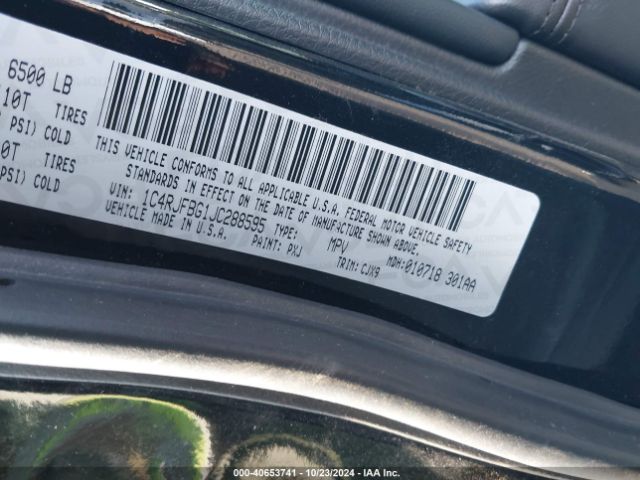 6500 LB
10T TIRES
PSI) COLD
0T TIRES
PSI) COLD
THIS VEHICLE CONFORMS TO ALL APPLICABLE U.S.A. FEDERAL MOTOR VEHICLE SAFETY
STANDARDS IN EFFECT ON THE DATE OF MANUFACTURE SHOWN ABOVE.
VIN: 1C4RJFBG1JC288595 TYPE: MPV MDH:010718 301AA
VEHICLE MADE IN U.S.A. PAINT: PXJ TRIM: CJX9
000-40653741 - 10/23/2024 - IAA Inc.